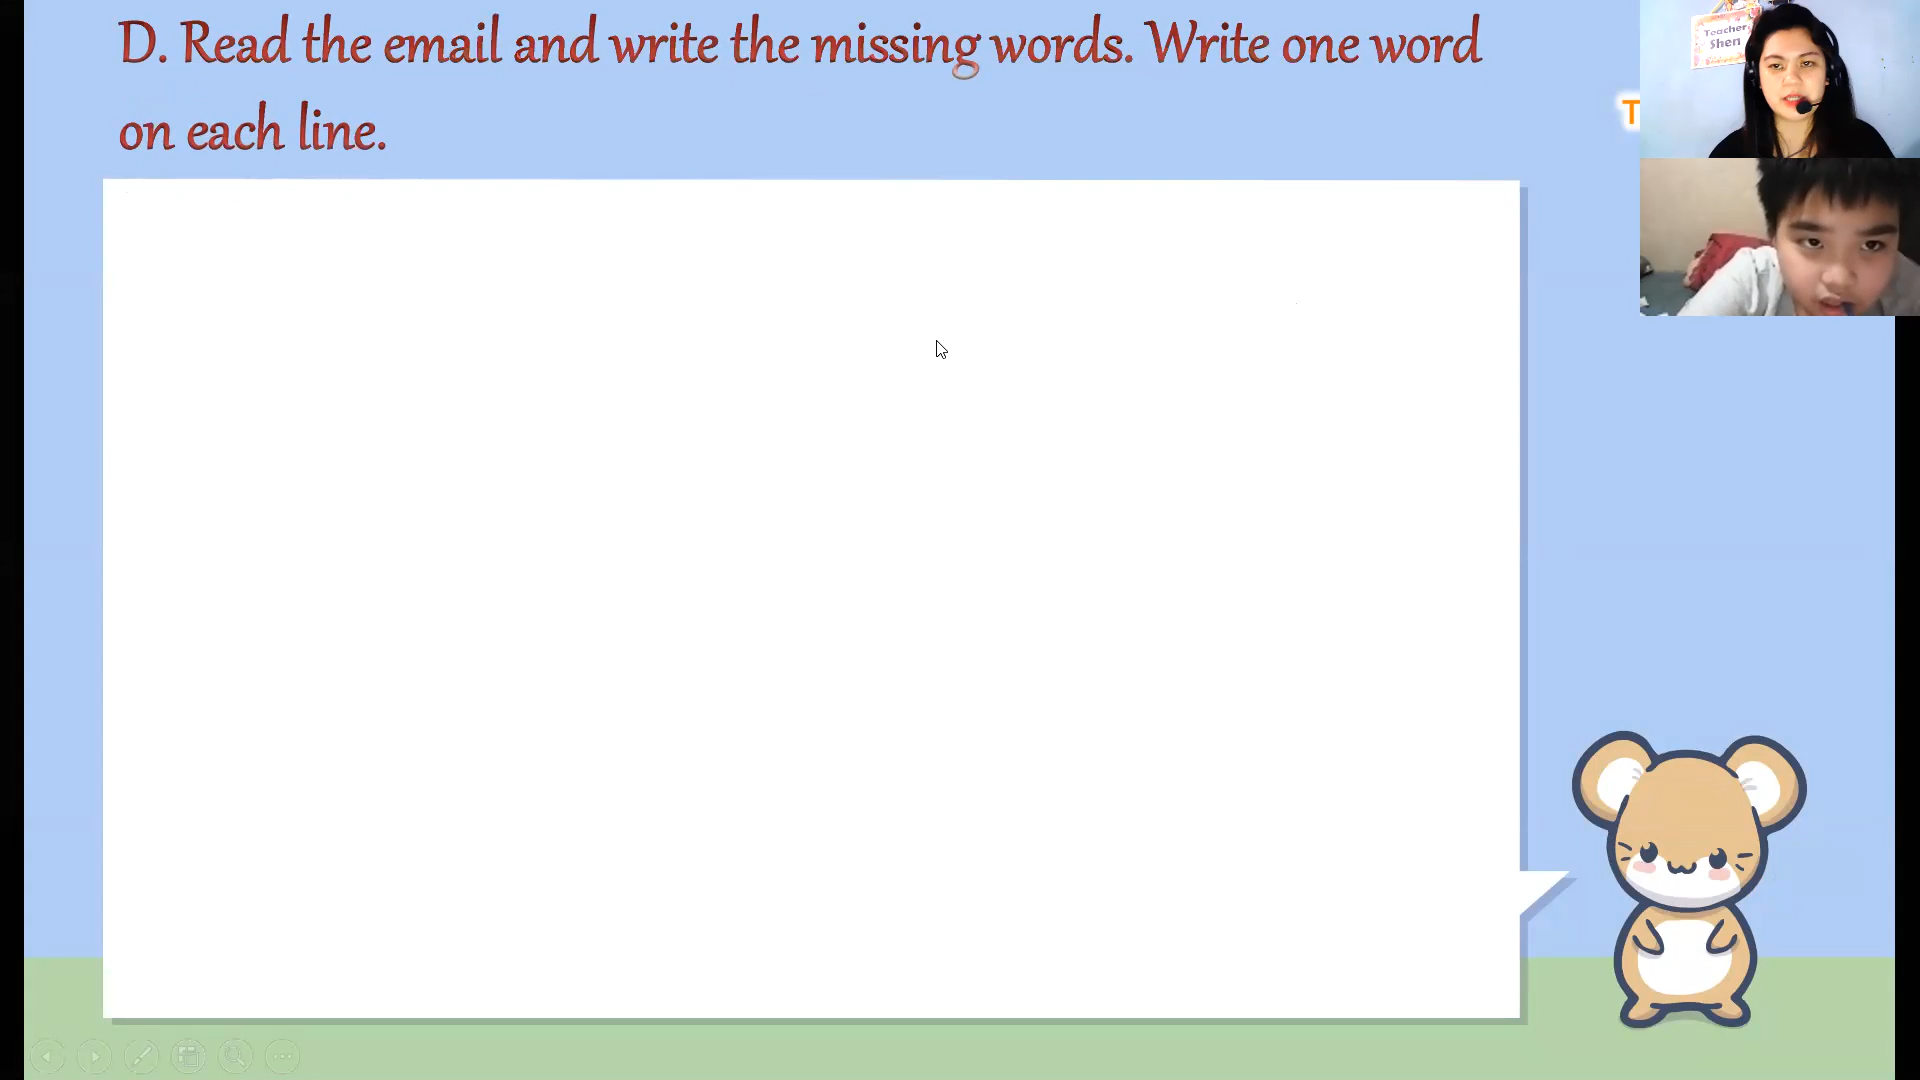 D. Read the email and write the missing words. Write one word
on each line.
T
Teacher
Shen